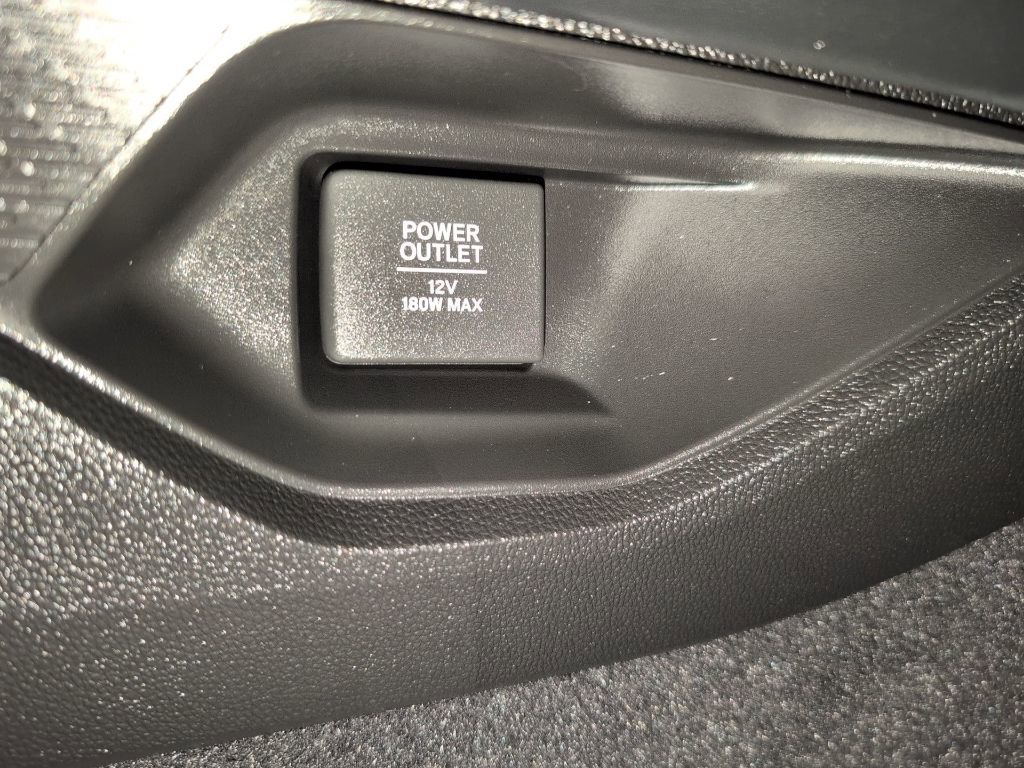 POWER
OUTLET
12V
180W MAX